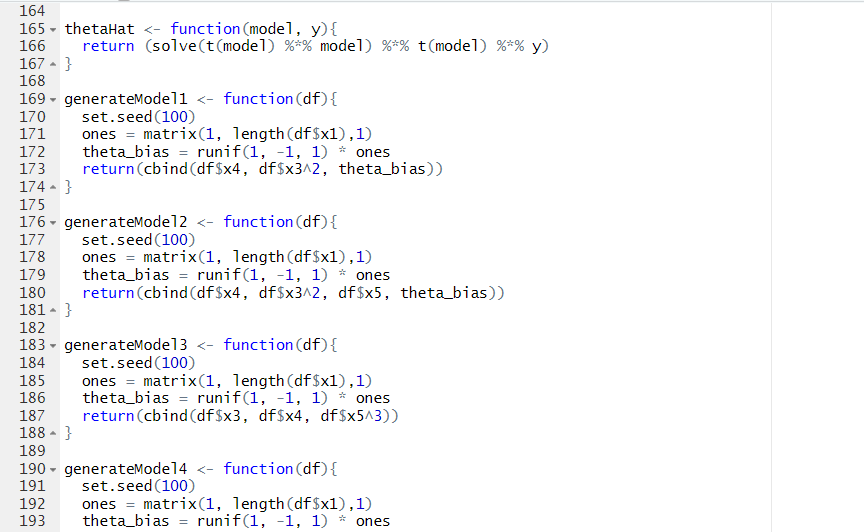 164
165 thetaHat <- function(model, y){
166   return (solve(t(model) %*% model) %*% t(model) %*% y)
167 }
168
169 generateModel1 <- function(df){
170   set.seed(100)
171   ones = matrix(1, length(df$x1),1)
172   theta_bias = runif(1, -1, 1) * ones
173   return(cbind(df$x4, df$x3^2, theta_bias))
174 }
175
176 generateModel2 <- function(df){
177   set.seed(100)
178   ones = matrix(1, length(df$x1),1)
179   theta_bias = runif(1, -1, 1) * ones
180   return(cbind(df$x4, df$x3^2, df$x5, theta_bias))
181 }
182
183 generateModel3 <- function(df){
184   set.seed(100)
185   ones = matrix(1, length(df$x1),1)
186   theta_bias = runif(1, -1, 1) * ones
187   return(cbind(df$x3, df$x4, df$x5^3))
188 }
189
190 generateModel4 <- function(df){
191   set.seed(100)
192   ones = matrix(1, length(df$x1),1)
193   theta_bias = runif(1, -1, 1) * ones